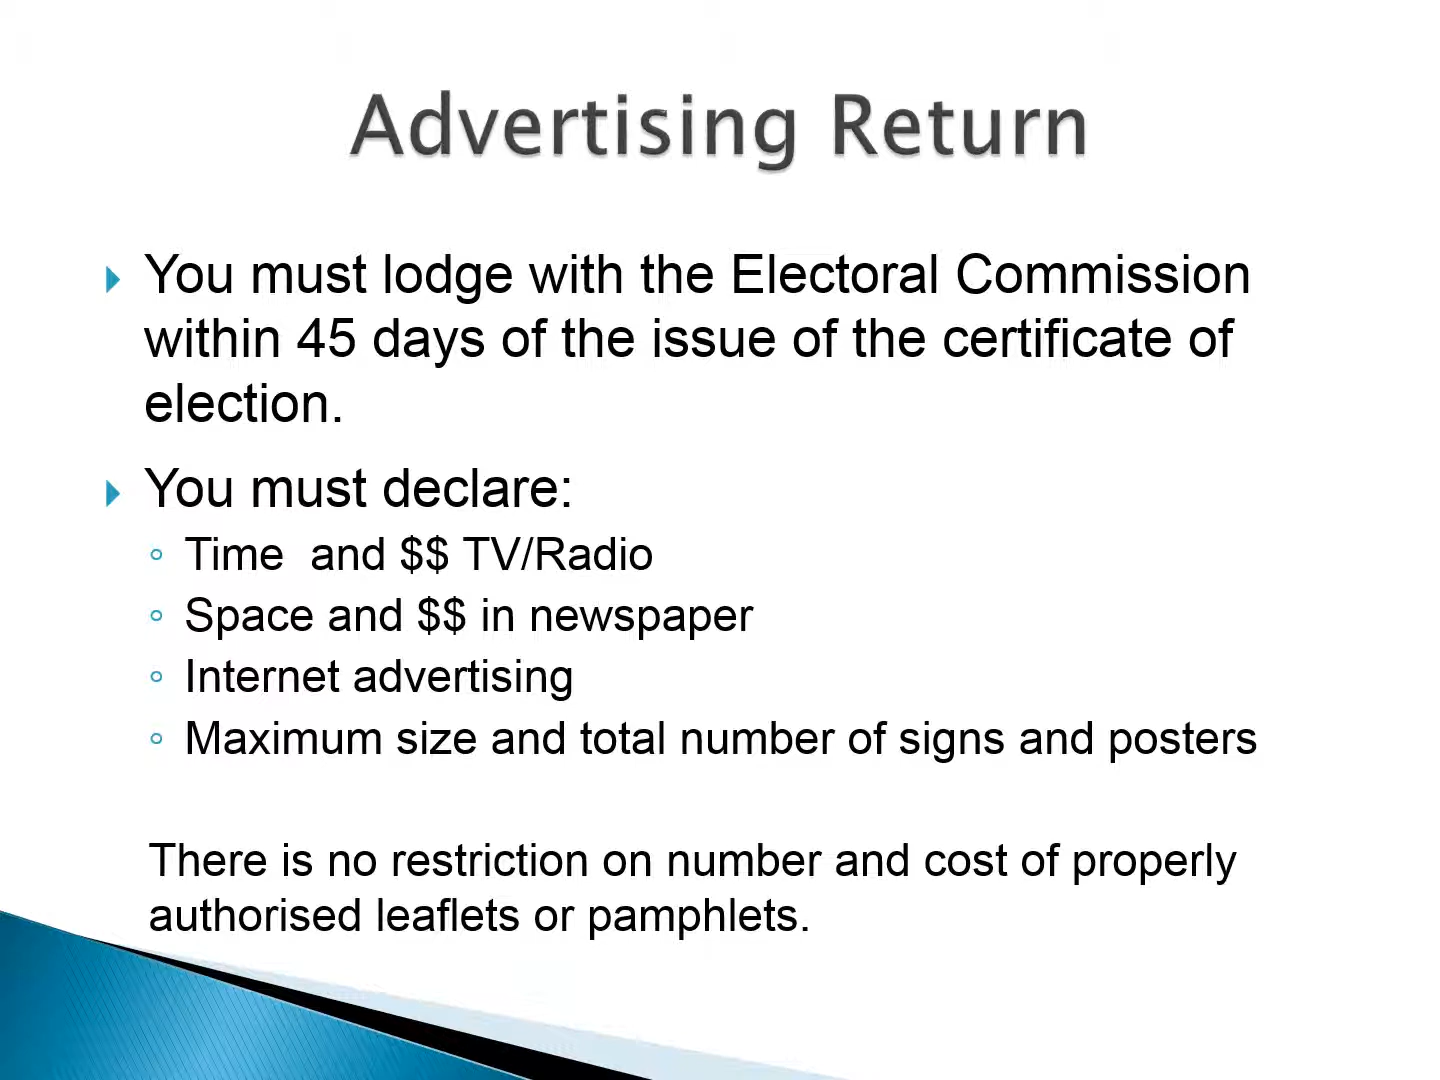 Advertising Return
You must lodge with the Electoral Commission
within 45 days of the issue of the certificate of
election.
You must declare:
Time  and $$ TV/Radio
Space and $$ in newspaper
Internet advertising
Maximum size and total number of signs and posters
There is no restriction on number and cost of properly
authorised leaflets or pamphlets.